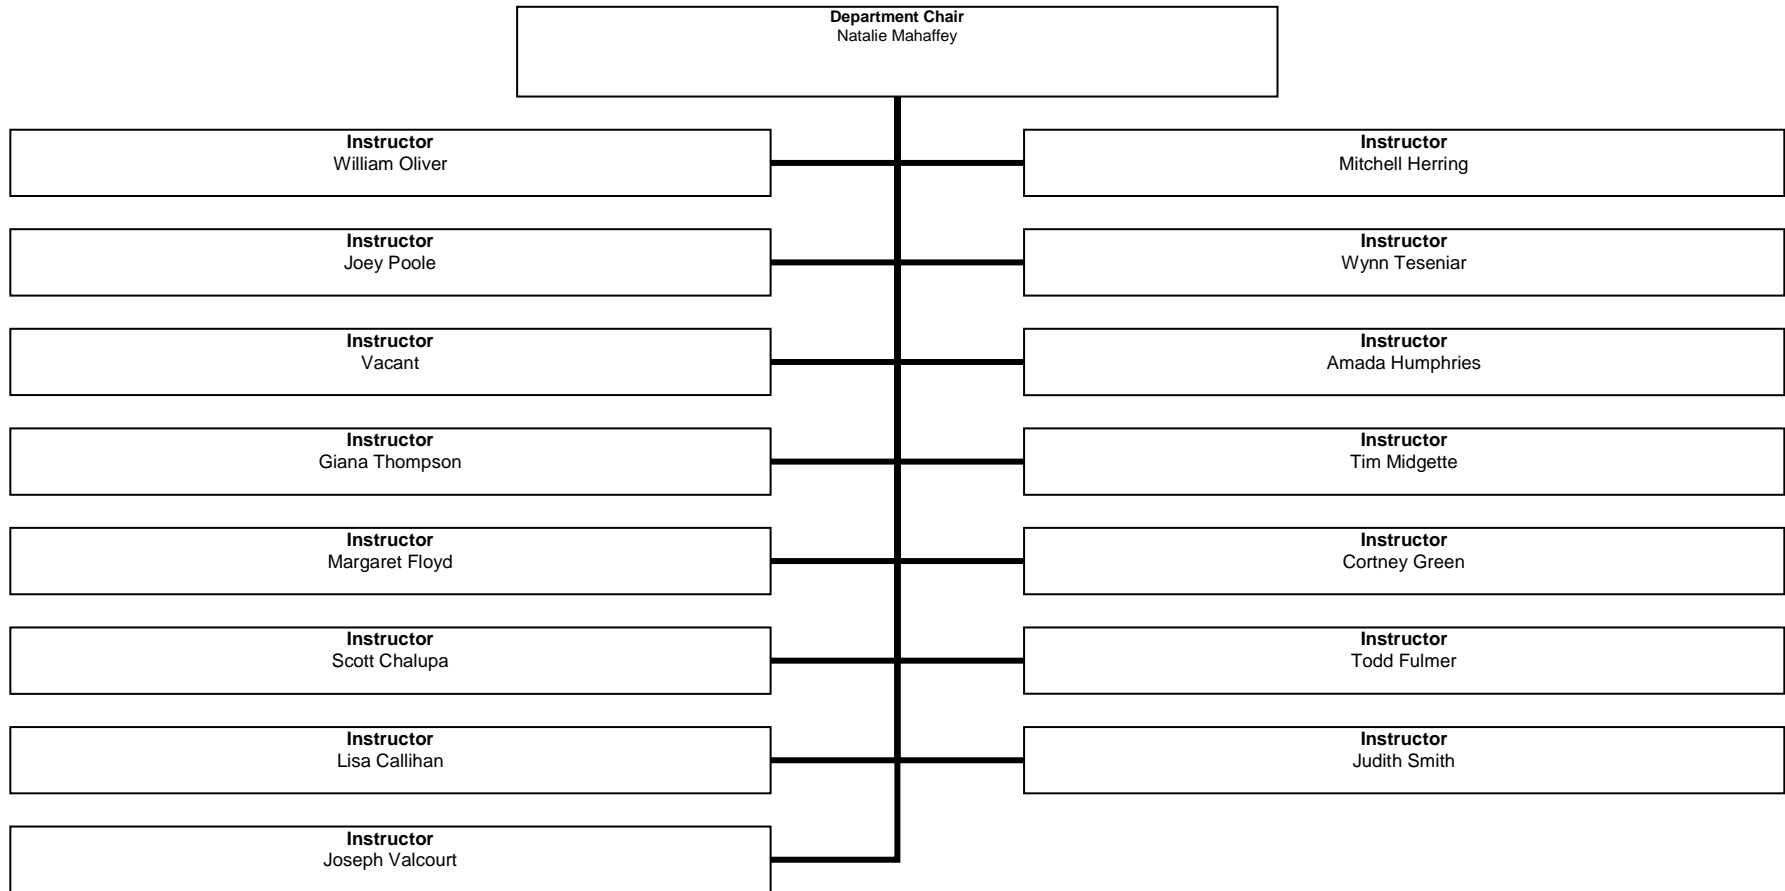 Department Chair
Natalie Mahaffey
Instructor
William Oliver
Instructor
Mitchell Herring
Instructor
Joey Poole
Instructor
Wynn Teseniar
Instructor
Vacant
Instructor
Amada Humphries
Instructor
Giana Thompson
Instructor
Tim Midgette
Instructor
Margaret Floyd
Instructor
Cortney Green
Instructor
Scott Chalupa
Instructor
Todd Fulmer
Instructor
Lisa Callihan
Instructor
Judith Smith
Instructor
Joseph Valcourt